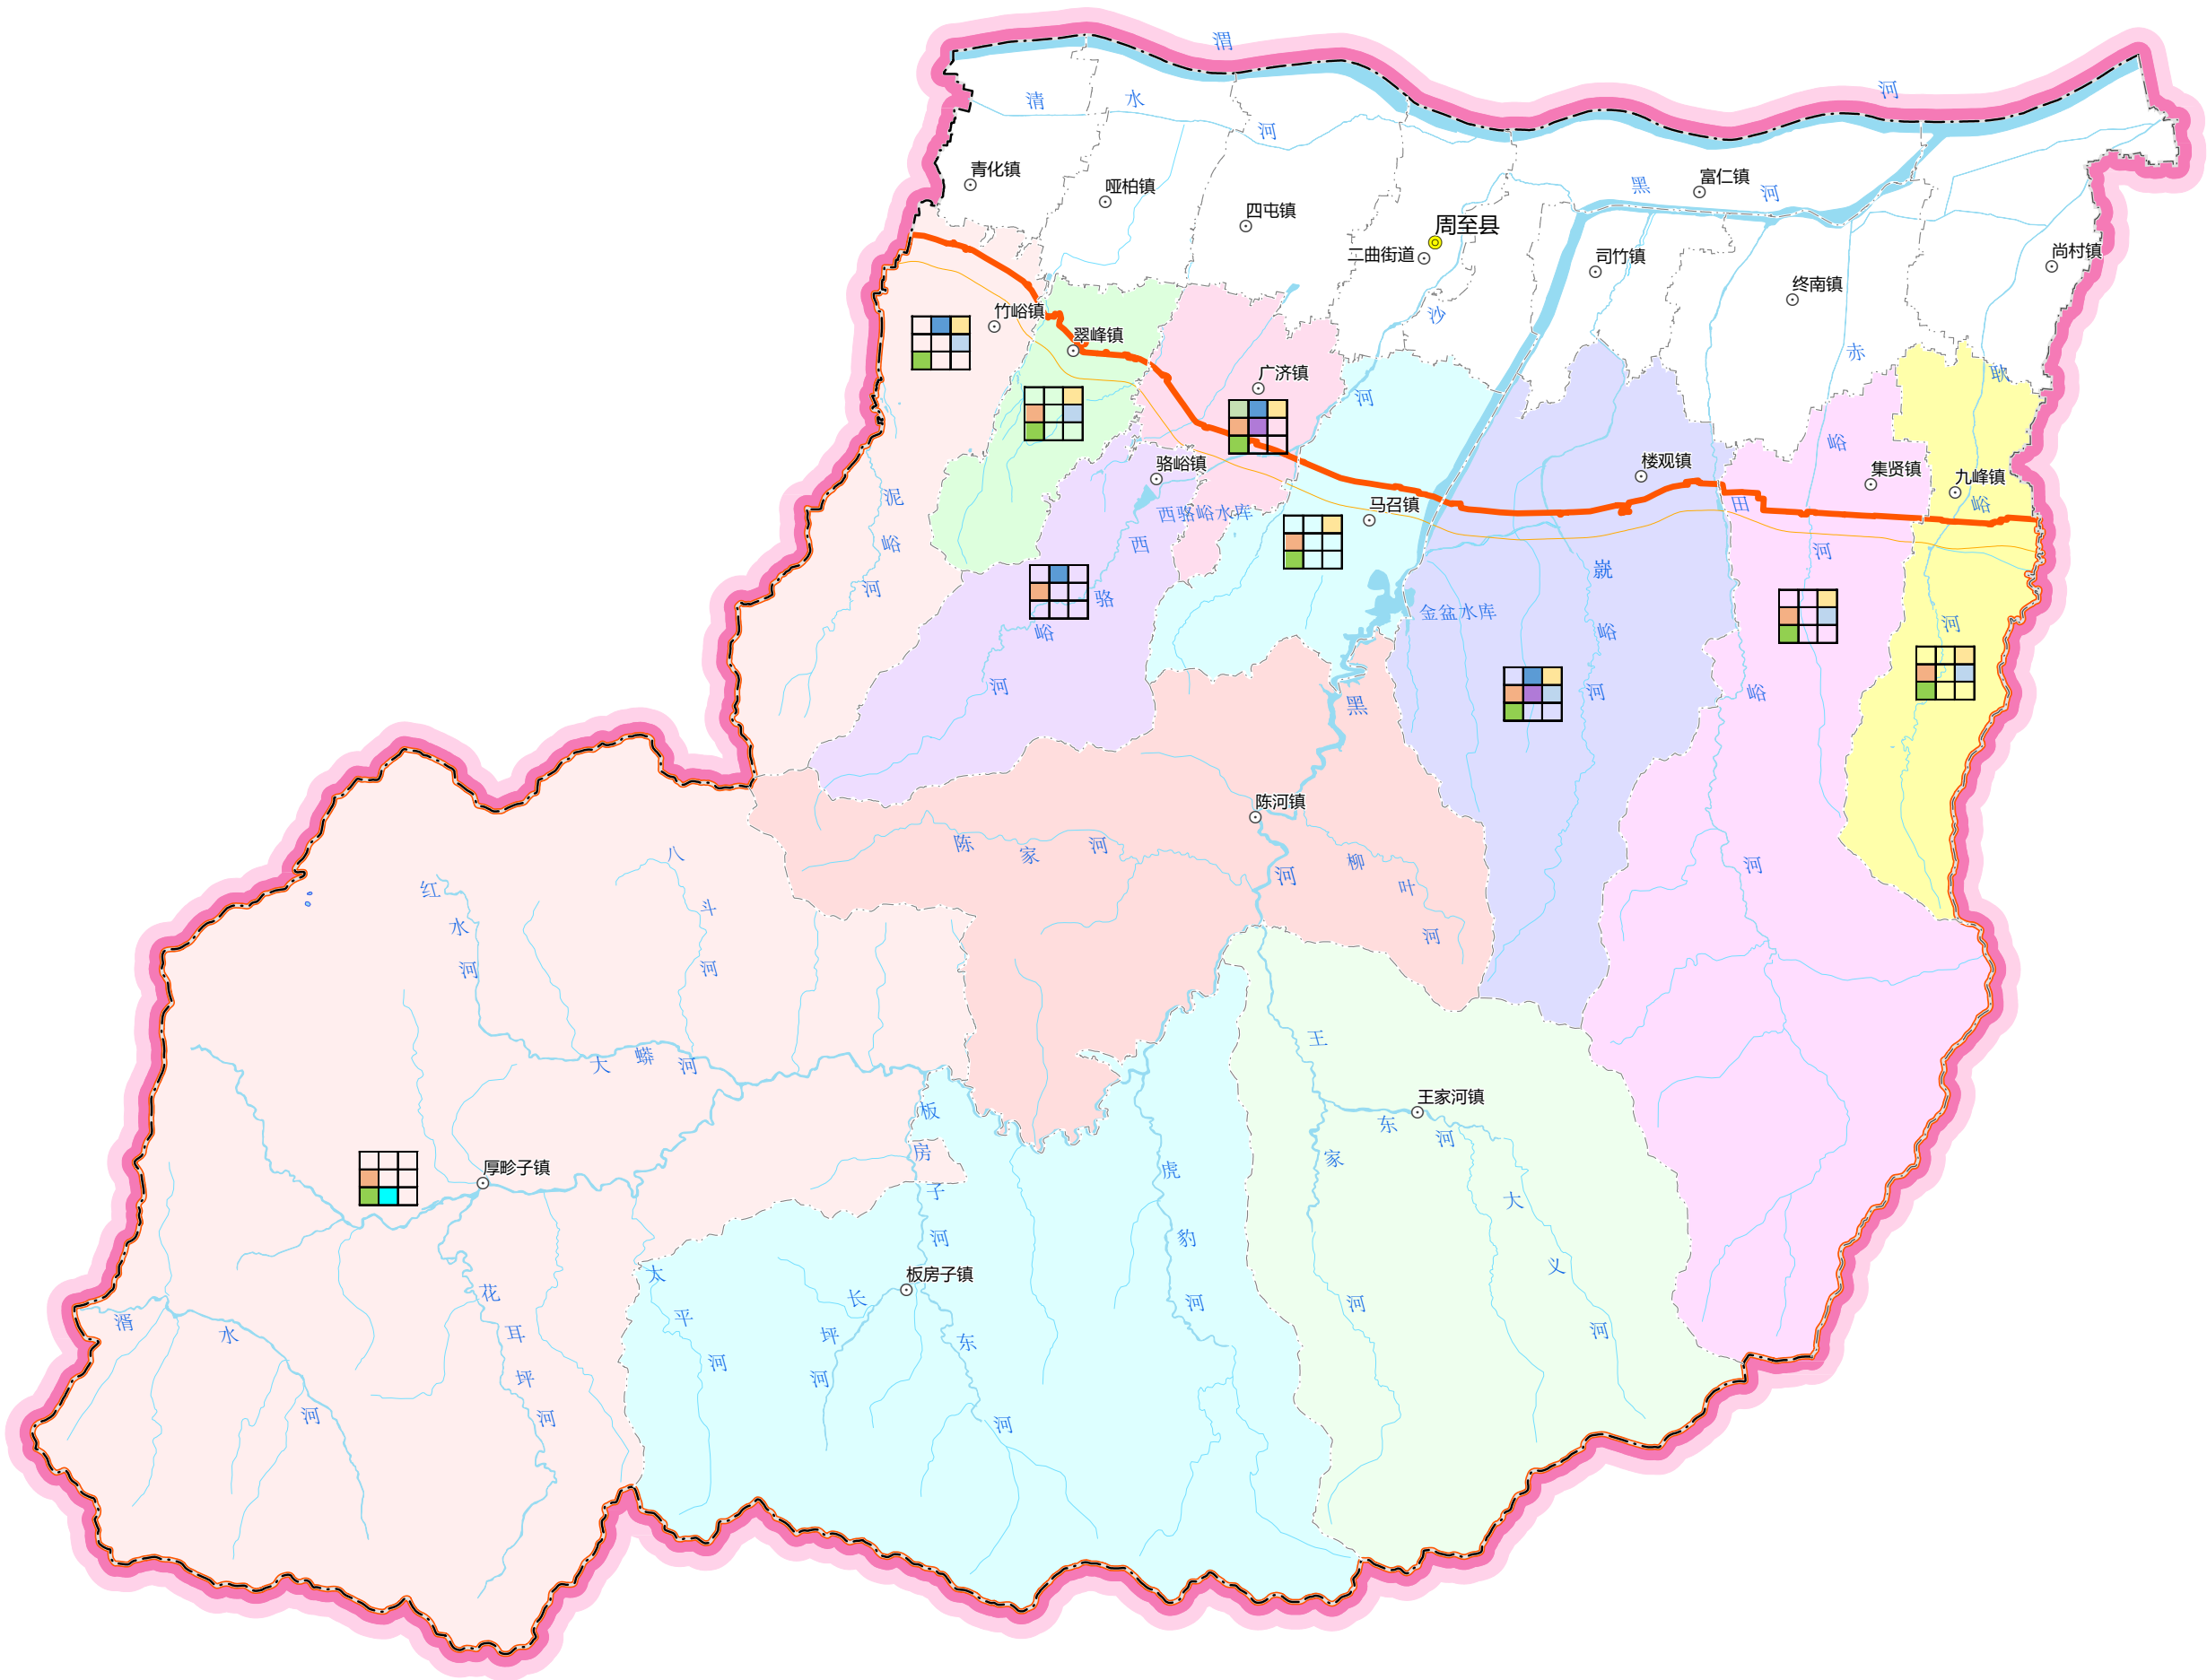 渭河
清水河
青化镇
哑柏镇
四屯镇
周至县
二曲街道
黑河
富仁镇
司竹镇
终南镇
尚村镇
竹峪镇
翠峰镇
广济镇
沙河
赤峪河
耿峪河
骆峪镇
西骆峪水库
马召镇
楼观镇
集贤镇
九峰镇
泥峪河
西骆峪河
金盆水库
就峪河
田峪河
黑河
陈河镇
陈家河
柳叶河
红水河
八斗河
大蟒河
王家河
王家河镇
东河
大义河
板房子河
虎豹河
厚畛子镇
板房子镇
太平河
长坪河
东河
花耳坪河
湑水河